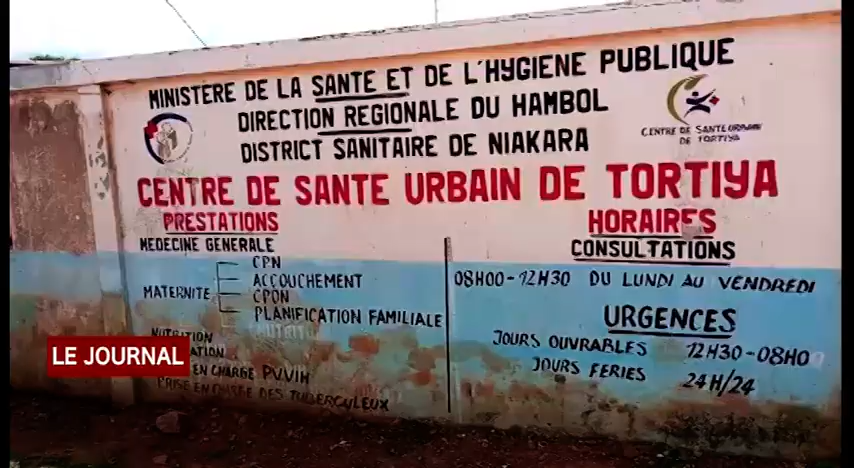 MINISTERE DE LA SANTE ET DE L'HYGIENE PUBLIQUE
DIRECTION REGIONALE DU HAMBOL
DISTRICT SANITAIRE DE NIAKARA
CENTRE DE SANTE URBAIN
DE TORTIYA
CENTRE DE SANTE URBAIN DE TORTIYA
PRESTATIONS
MEDECINE GENERALE
MATERNITE
CPN
ACCOUCHEMENT
CPON
PLANIFICATION FAMILIALE
NUTRITION
EN CHARGE PVVIH
PRISE EN CHARGE DES TUBERCULEUX
HORAIRES
CONSULTATIONS
08H00-12H30 DU LUNDI AU VENDREDI
URGENCES
JOURS OUVRABLES 12H30-08H0
JOURS FERIES 24H/24
LE JOURNAL